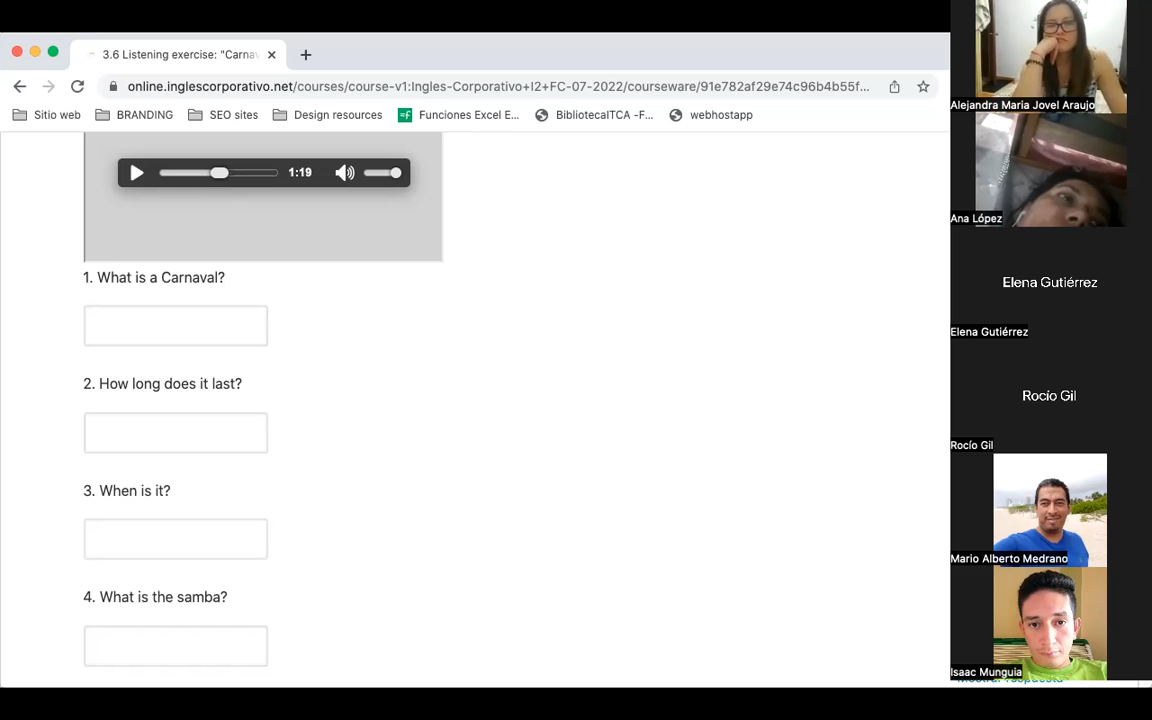 3.6 Listening exercise: "Carnav
online.inglescorporativo.net/courses/course-v1:Ingles-Corporativo+I2+FC-07-2022/courseware/91e782af29e74c96b4b55f...
Sitio web BRANDING SEO sites Design resources Funciones Excel E... BibliotecaITCA -F... webhostapp
1:19
1. What is a Carnaval?
2. How long does it last?
3. When is it?
4. What is the samba?
Alejandra Maria Jovel Araujo
Ana López
Elena Gutiérrez
Elena Gutiérrez
Rocío Gil
Rocío Gil
Mario Alberto Medrano
Isaac Munguia